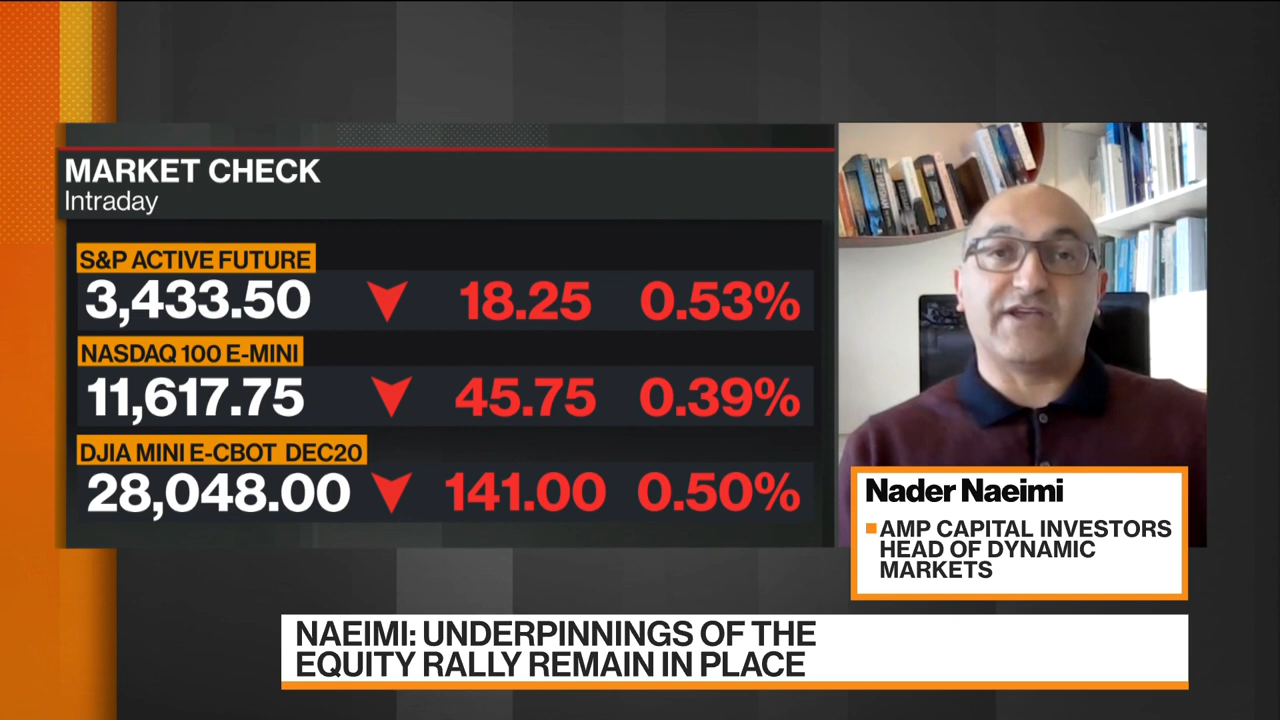 MARKET CHECK
Intraday
S&P ACTIVE FUTURE
3,433.50 18.25 0.53%
NASDAQ 100 E-MINI
11,617.75 45.75 0.39%
DJIA MINI E-CBOT DEC20
28,048.00 141.00 0.50%
Nader Naeimi
AMP CAPITAL INVESTORS
HEAD OF DYNAMIC
MARKETS
NAEIMI: UNDERPINNINGS OF THE
EQUITY RALLY REMAIN IN PLACE